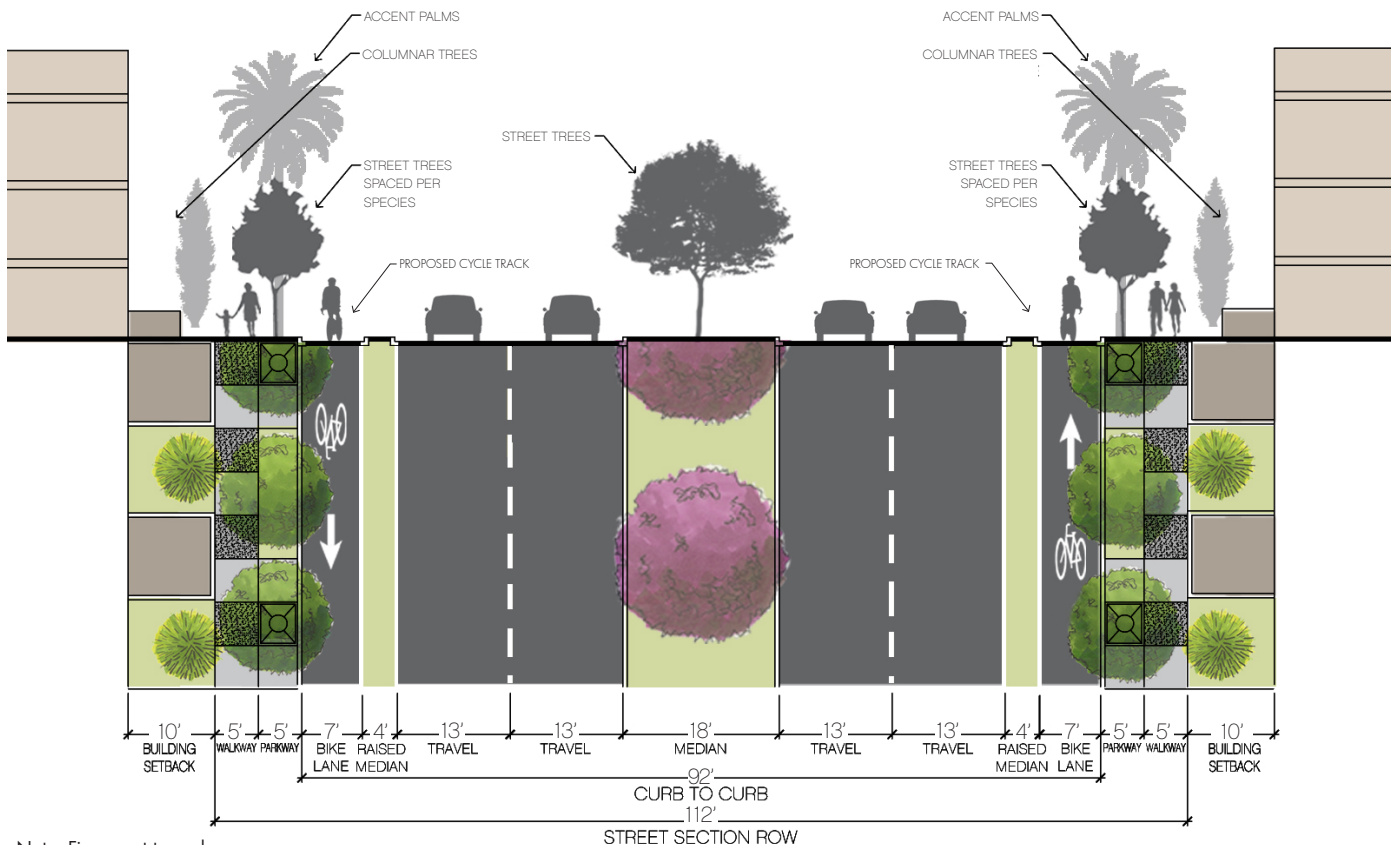 ACCENT PALMS
ACCENT PALMS
COLUMNAR TREES
COLUMNAR TREES
STREET TREES
STREET TREES
SPACED PER
SPECIES
STREET TREES
SPACED PER
SPECIES
PROPOSED CYCLE TRACK
PROPOSED CYCLE TRACK
10' 5' 5' 7' 4' 13' 13' 18' 13' 13' 4' 7' 5' 5' 10'
BUILDING SETBACK
WALKWAY
PARKWAY
BIKE LANE
RAISED MEDIAN
TRAVEL
TRAVEL
MEDIAN
TRAVEL
TRAVEL
RAISED MEDIAN
BIKE LANE
PARKWAY
WALKWAY
BUILDING SETBACK
92'
CURB TO CURB
112'
STREET SECTION ROW